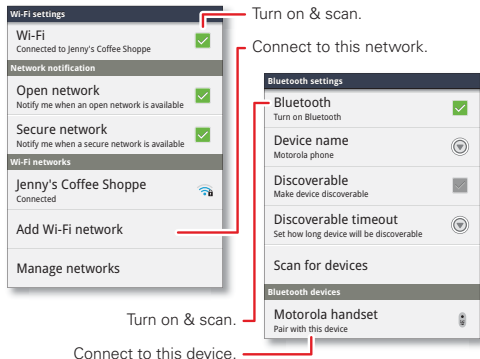 Wi-Fi settings
Wi-Fi
Connected to Jenny's Coffee Shoppe
Network notification
Open network
Notify me when an open network is available
Secure network
Notify me when a secure network is available
Wi-Fi networks
Jenny's Coffee Shoppe
Connected
Add Wi-Fi network
Manage networks
Turn on & scan.
Connect to this network.
Bluetooth settings
Bluetooth
Turn on Bluetooth
Device name
Motorola phone
Discoverable
Make device discoverable
Discoverable timeout
Set how long device will be discoverable
Scan for devices
Bluetooth devices
Motorola handset
Pair with this device
Turn on & scan.
Connect to this device.